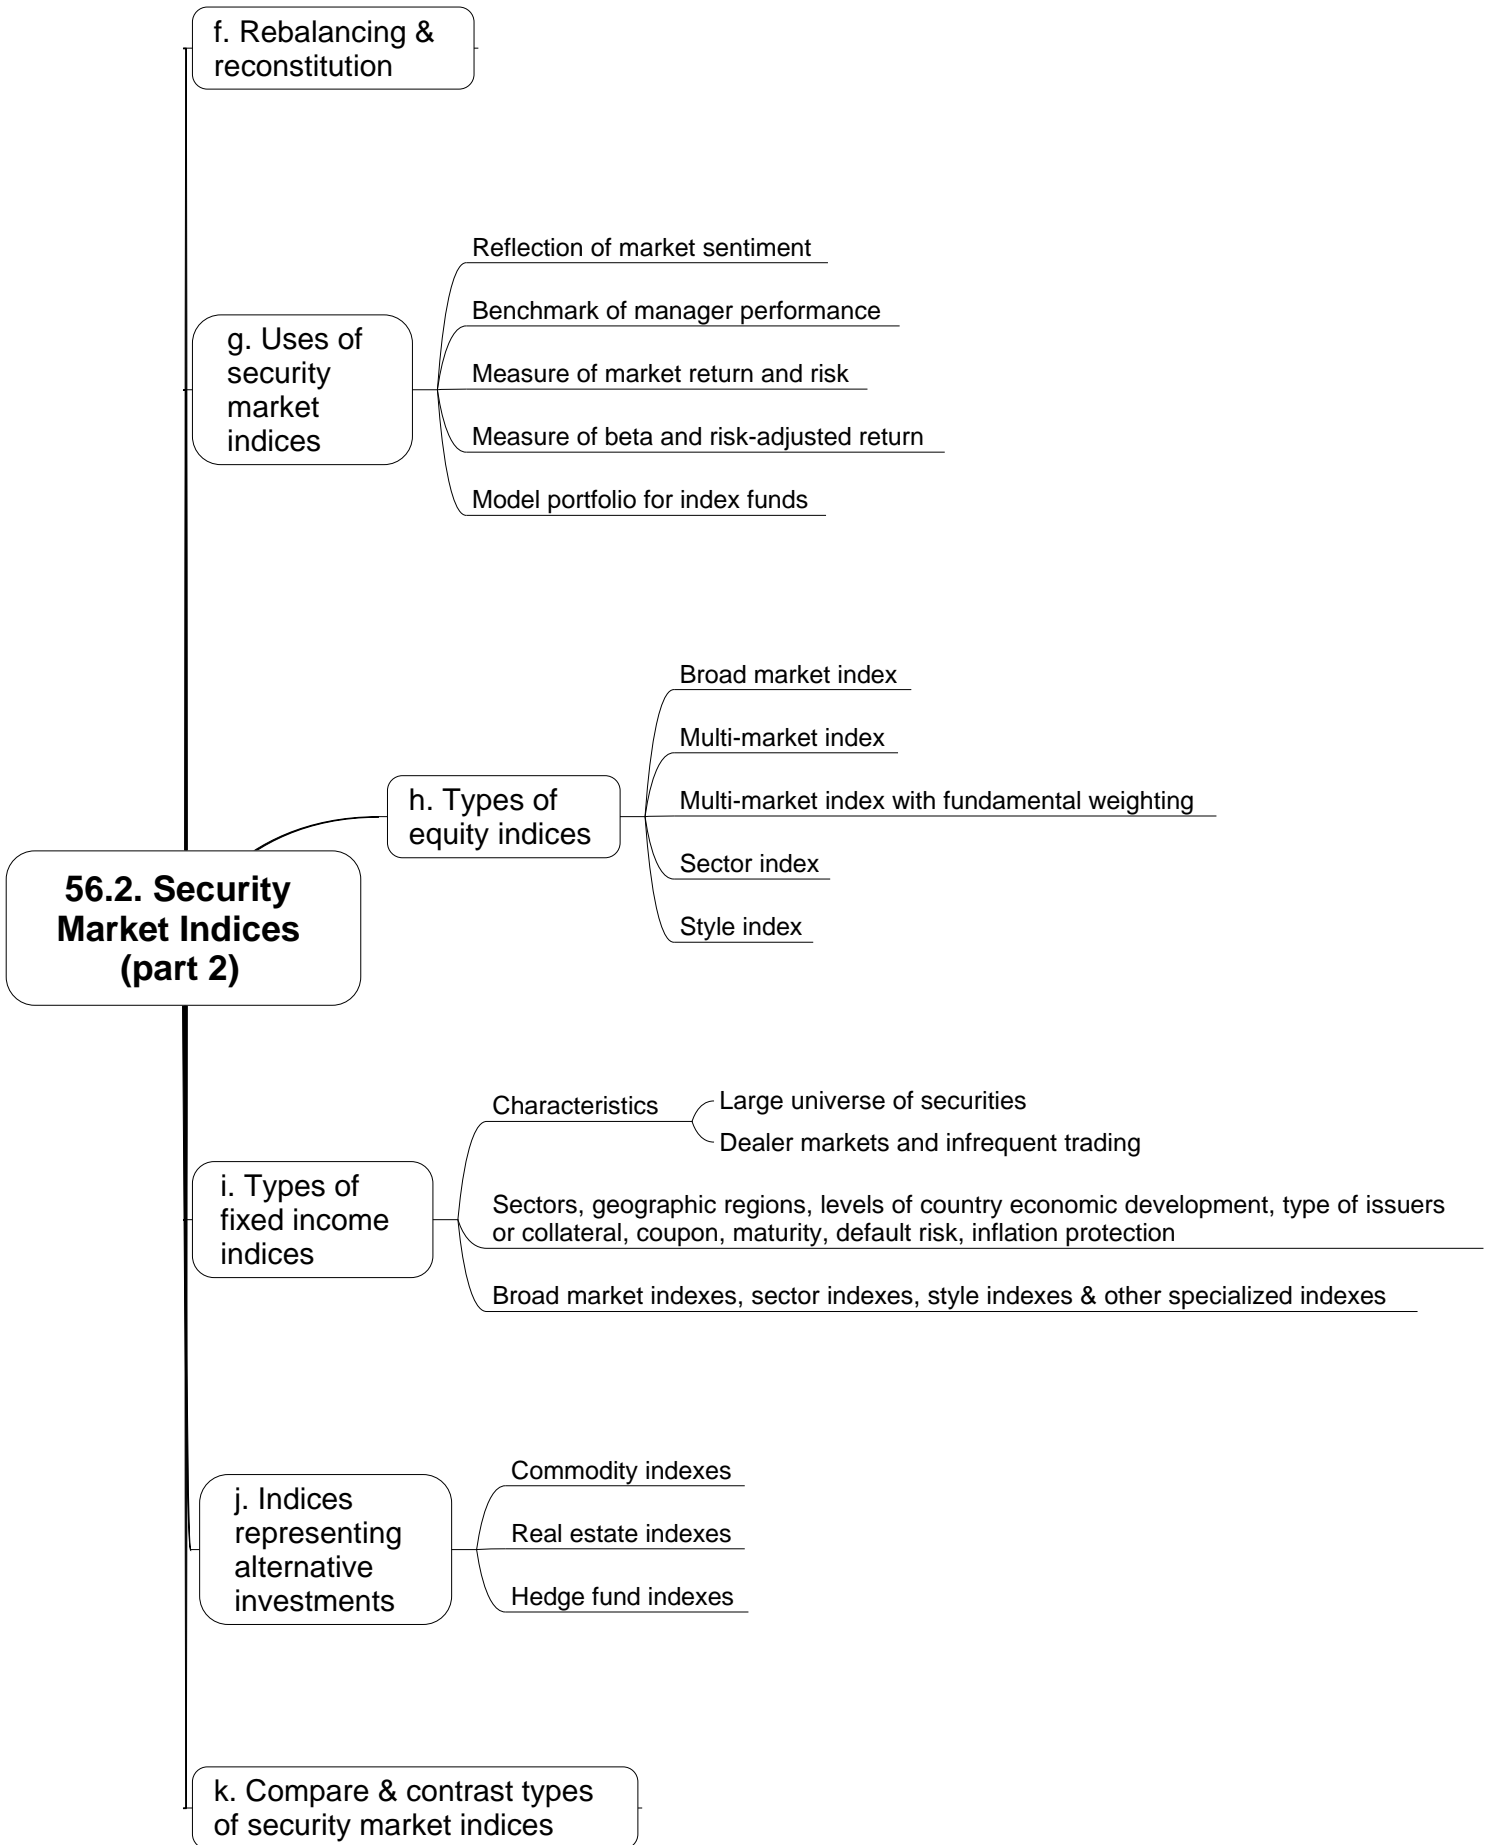 f. Rebalancing &
reconstitution
Reflection of market sentiment
Benchmark of manager performance
g. Uses of
security
market
indices
Measure of market return and risk
Measure of beta and risk-adjusted return
Model portfolio for index funds
Broad market index
Multi-market index
h. Types of
equity indices
Multi-market index with fundamental weighting
Sector index
Style index
56.2. Security
Market Indices
(part 2)
Characteristics
Large universe of securities
Dealer markets and infrequent trading
i. Types of
fixed income
indices
Sectors, geographic regions, levels of country economic development, type of issuers
or collateral, coupon, maturity, default risk, inflation protection
Broad market indexes, sector indexes, style indexes & other specialized indexes
j. Indices
representing
alternative
investments
Commodity indexes
Real estate indexes
Hedge fund indexes
k. Compare & contrast types
of security market indices